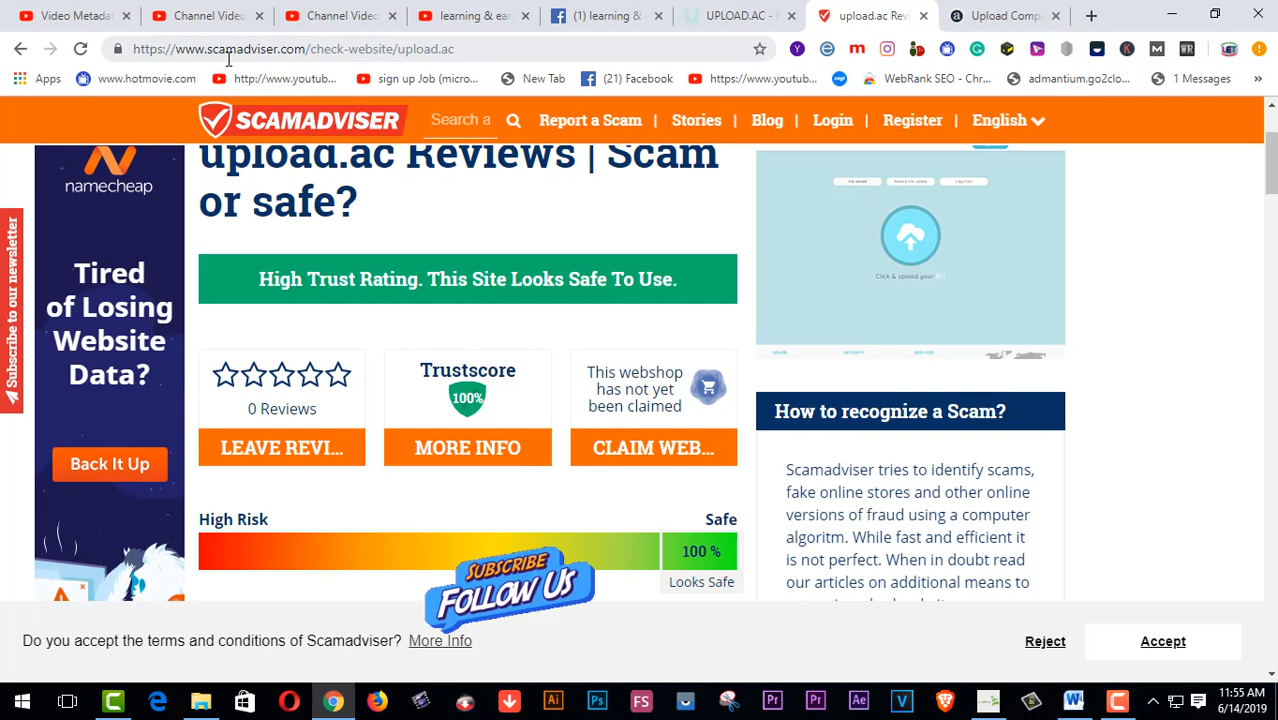 Video Metadat
Channel Video
Channel Video
learning & ear
(1) learning &
UPLOAD.AC - E
upload.ac Revi
Upload Comp
https://www.scamadviser.com/check-website/upload.ac
Apps
www.hotmovie.com
http://www.youtub...
sign up Job (micro...
New Tab
(21) Facebook
https://www.youtub...
WebRank SEO - Chr...
admantium.go2clo...
1 Messages
SCAMADVISER
Search a
Report a Scam | Stories | Blog | Login | Register | English
upload.ac Reviews | Scam
or safe?
namecheap
Tired
of Losing
Website
Data?
Back It Up
Subscribe to our newsletter
High Trust Rating. This Site Looks Safe To Use.
0 Reviews
LEAVE REVI...
Trustscore
100%
MORE INFO
This webshop
has not yet
been claimed
CLAIM WEB...
High Risk
Safe
100 %
Looks Safe
SUBSCRIBE
FOLLOW US
Click & upload your
How to recognize a Scam?
Scamadviser tries to identify scams,
fake online stores and other online
versions of fraud using a computer
algoritm. While fast and efficient it
is not perfect. When in doubt read
our articles on additional means to
Do you accept the terms and conditions of Scamadviser? More Info
Reject
Accept
11:55 AM
6/14/2019